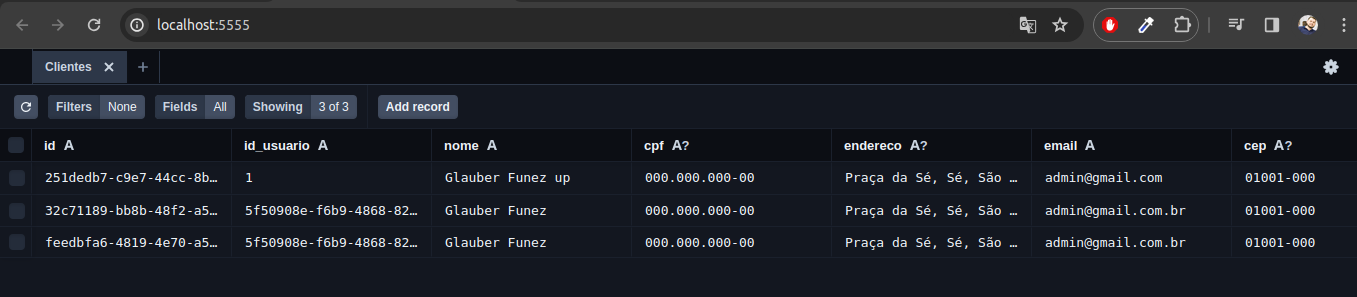 localhost:5555
Clientes
Filters None Fields All Showing 3 of 3 Add record
id A id_usuario A nome A cpf A? endereco A? email A cep A?
251dedb7-c9e7-44cc-8b… 1 Glauber Funez up 000.000.000-00 Praça da Sé, Sé, São … admin@gmail.com 01001-000
32c71189-bb8b-48f2-a5… 5f50908e-f6b9-4868-82… Glauber Funez 000.000.000-00 Praça da Sé, Sé, São … admin@gmail.com.br 01001-000
feedbfa6-4819-4e70-a5… 5f50908e-f6b9-4868-82… Glauber Funez 000.000.000-00 Praça da Sé, Sé, São … admin@gmail.com.br 01001-000